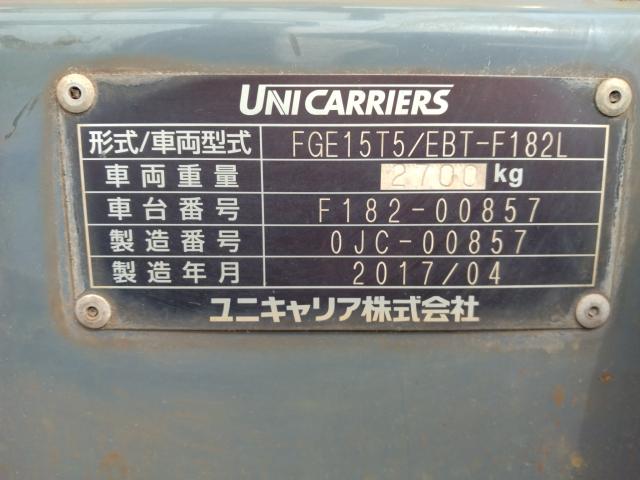 UNICARRIERS
形式/車両型式 FGE15T5/EBT-F182L
車両重量 2700 kg
車台番号 F182-00857
製造番号 0JC-00857
製造年月 2017/04
ユニキャリア株式会社